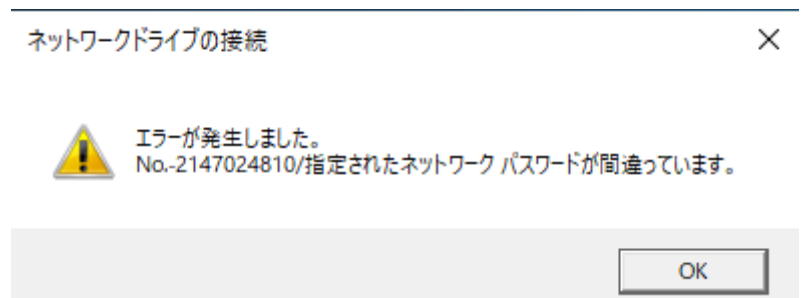 ネットワークドライブの接続
エラーが発生しました。
No.-2147024810/指定されたネットワーク パスワードが間違っています。
OK